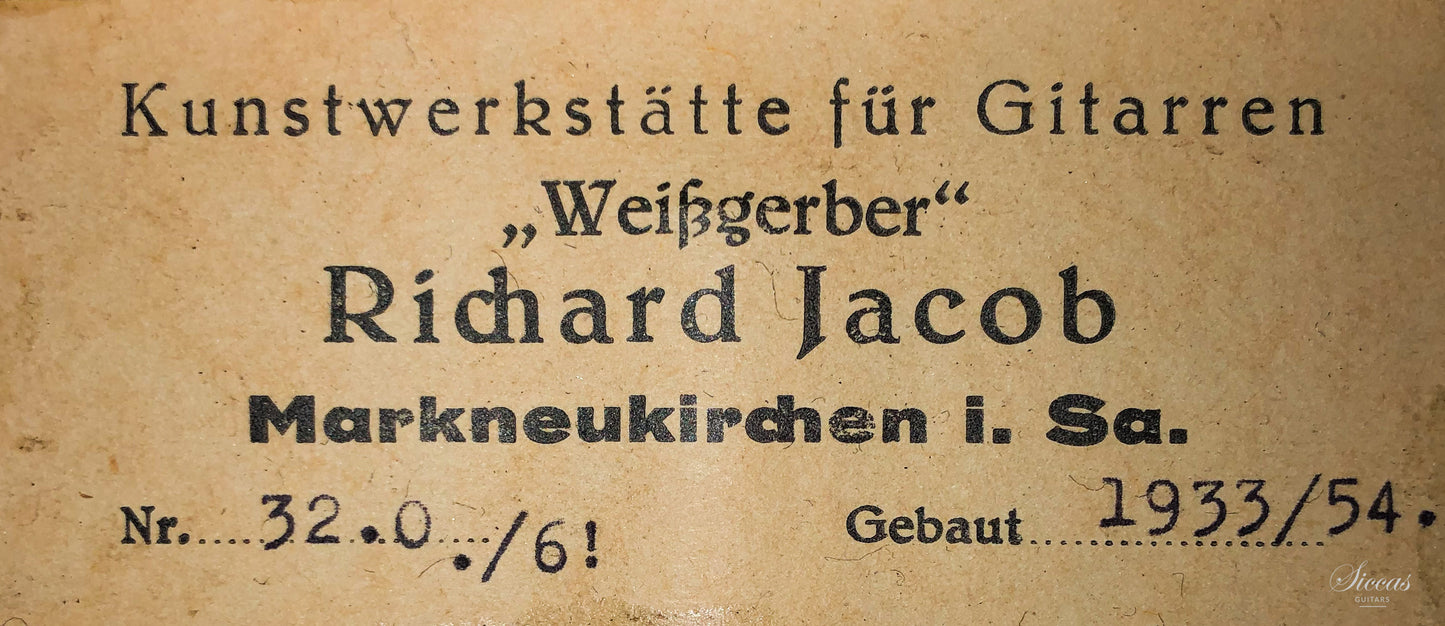 Kunstwerkstätte für Gitarren
„Weißgerber“
Richard Jacob
Markneukirchen i. Sa.
Nr. 32.0./6! Gebaut 1933/54.
Siccas
GUITARS